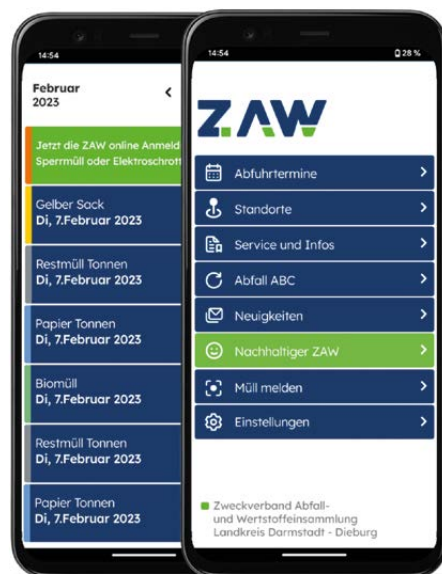 14:54
Februar
2023
Jetzt die ZAW online Anmeld
Sperrmüll oder Elektroschrott
Gelber Sack
Di, 7.Februar 2023
Restmüll Tonnen
Di, 7.Februar 2023
Papier Tonnen
Di, 7.Februar 2023
Biomüll
Di, 7.Februar 2023
Restmüll Tonnen
Di, 7.Februar 2023
Papier Tonnen
Di, 7.Februar 2023
14:54
28 %
ZAW
Abfuhrtermine
Standorte
Service und Infos
Abfall ABC
Neuigkeiten
Nachhaltiger ZAW
Müll melden
Einstellungen
Zweckverband Abfall-
und Wertstoffeinsammlung
Landkreis Darmstadt - Dieburg